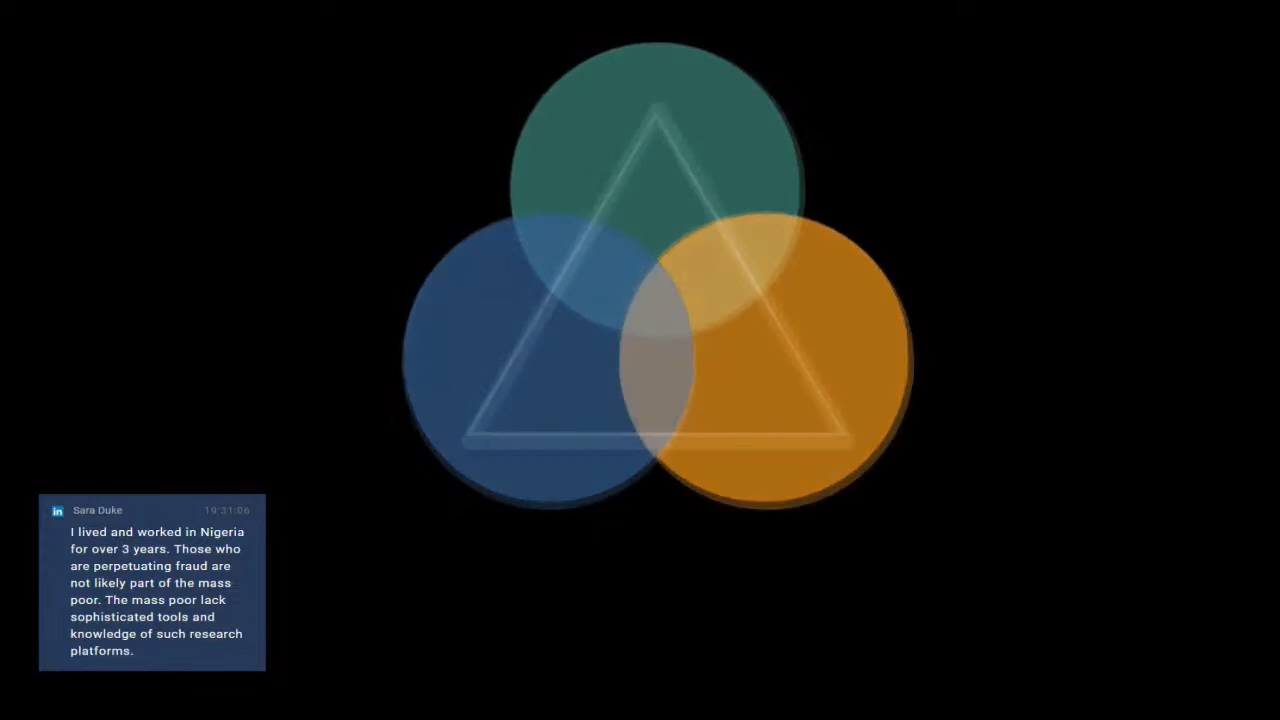 in Sara Duke 19:31:06
I lived and worked in Nigeria
for over 3 years. Those who
are perpetuating fraud are
not likely part of the mass
poor. The mass poor lack
sophisticated tools and
knowledge of such research
platforms.